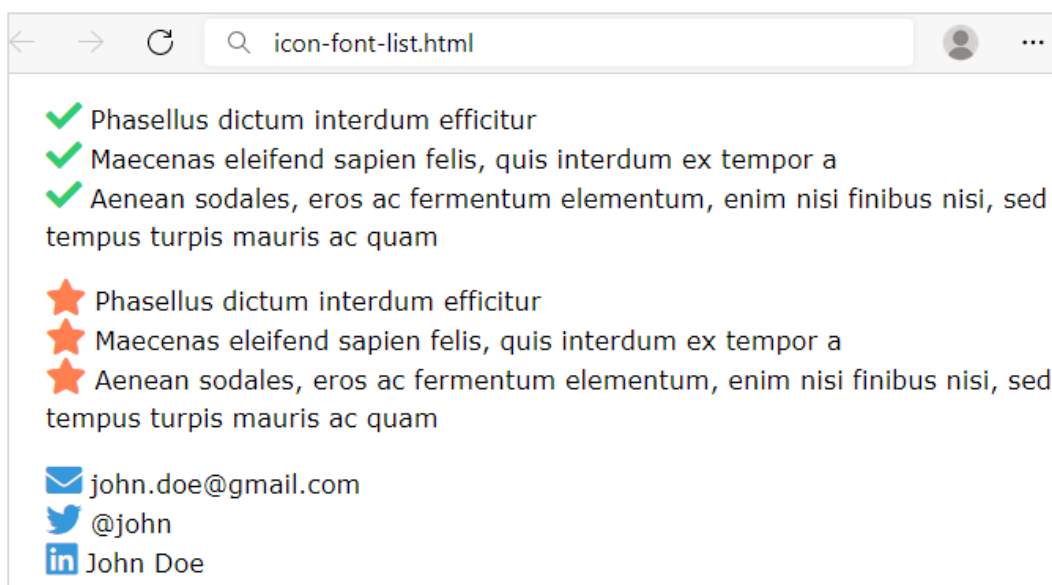 icon-font-list.html
Phasellus dictum interdum efficitur
Maecenas eleifend sapien felis, quis interdum ex tempor a
Aenean sodales, eros ac fermentum elementum, enim nisi finibus nisi, sed
tempus turpis mauris ac quam
Phasellus dictum interdum efficitur
Maecenas eleifend sapien felis, quis interdum ex tempor a
Aenean sodales, eros ac fermentum elementum, enim nisi finibus nisi, sed
tempus turpis mauris ac quam
john.doe@gmail.com
@john
in John Doe